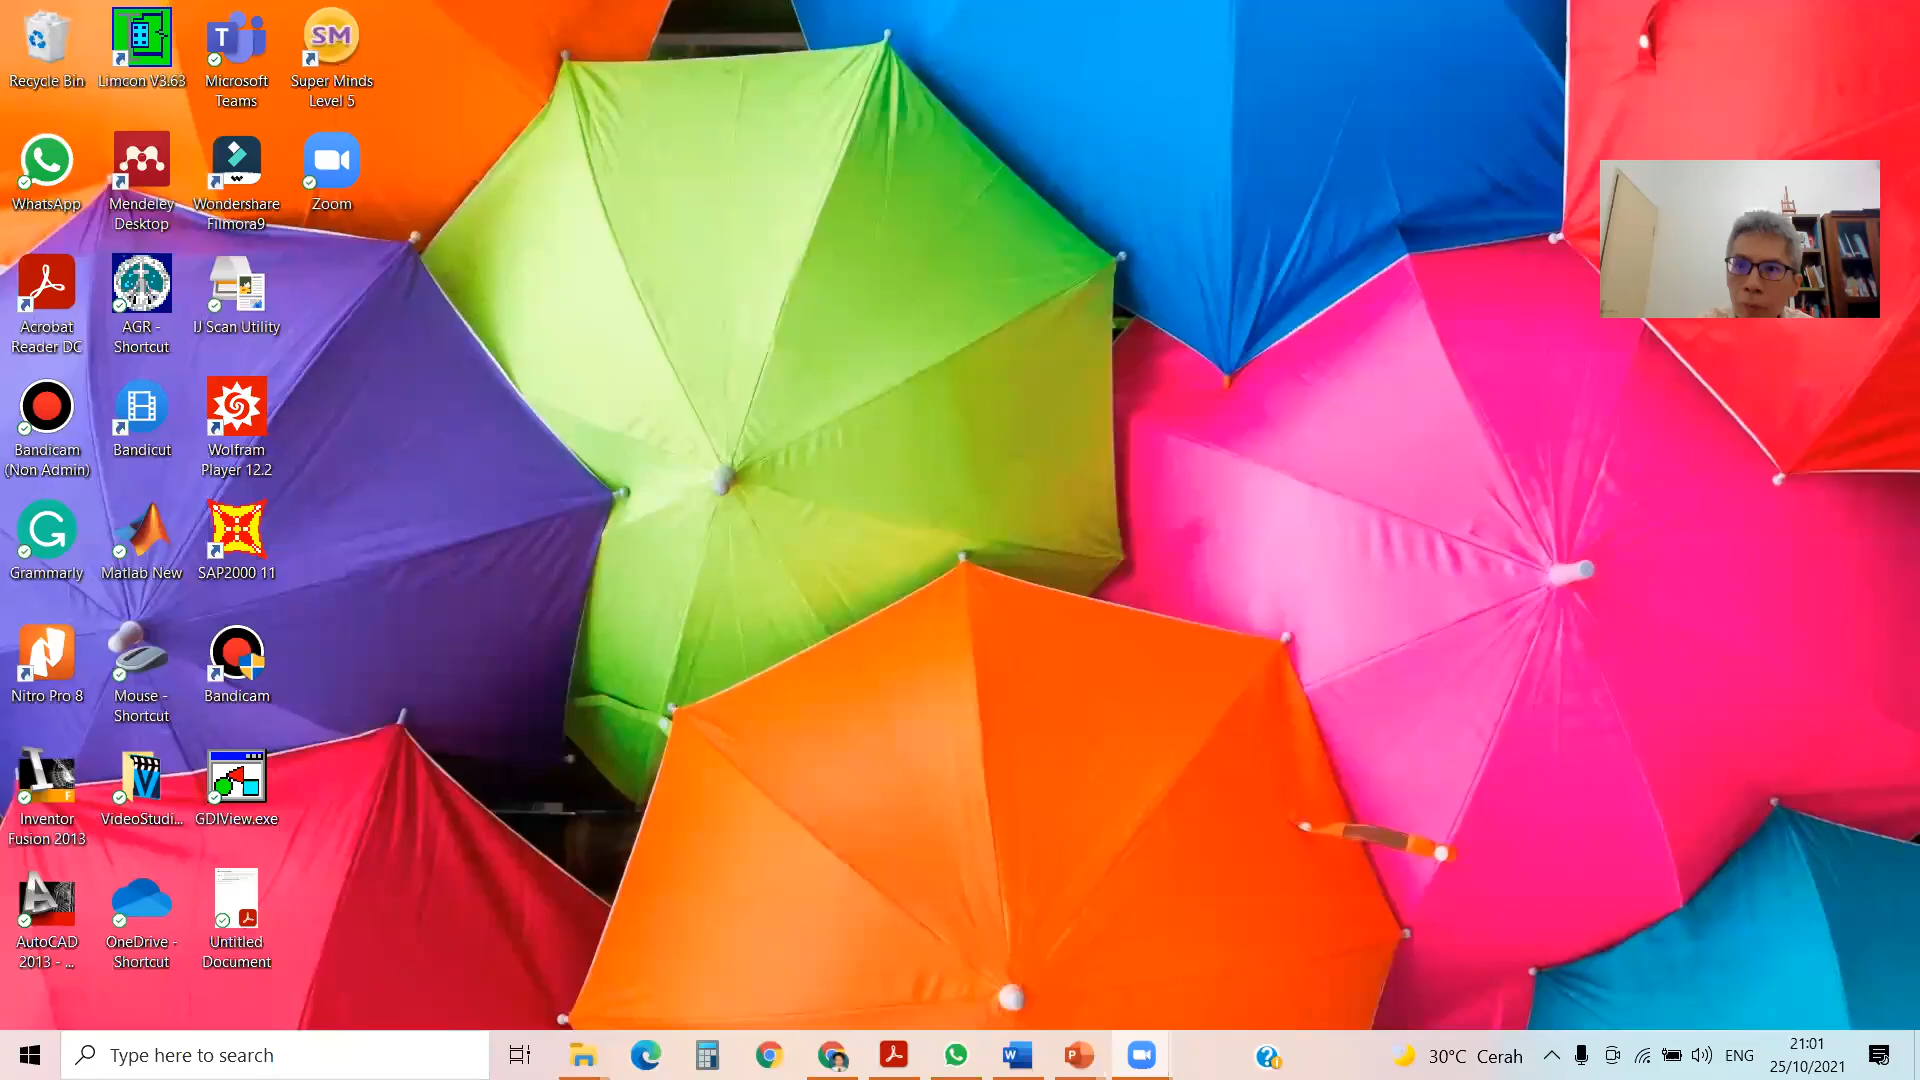 Recycle Bin
Limcon V3.63
Microsoft
Teams
SM
Super Minds
Level 5
WhatsApp
Mendeley
Desktop
Wondershare
Filmora9
Zoom
Acrobat
Reader DC
AGR -
Shortcut
IJ Scan Utility
Bandicam
(Non Admin)
Bandicut
Wolfram
Player 12.2
Grammarly
Matlab New
SAP2000 11
Nitro Pro 8
Mouse -
Shortcut
Bandicam
Inventor
Fusion 2013
VideoStudi...
GDIView.exe
AutoCAD
2013 - ...
OneDrive -
Shortcut
Untitled
Document
Type here to search
30°C Cerah
ENG
21:01
25/10/2021